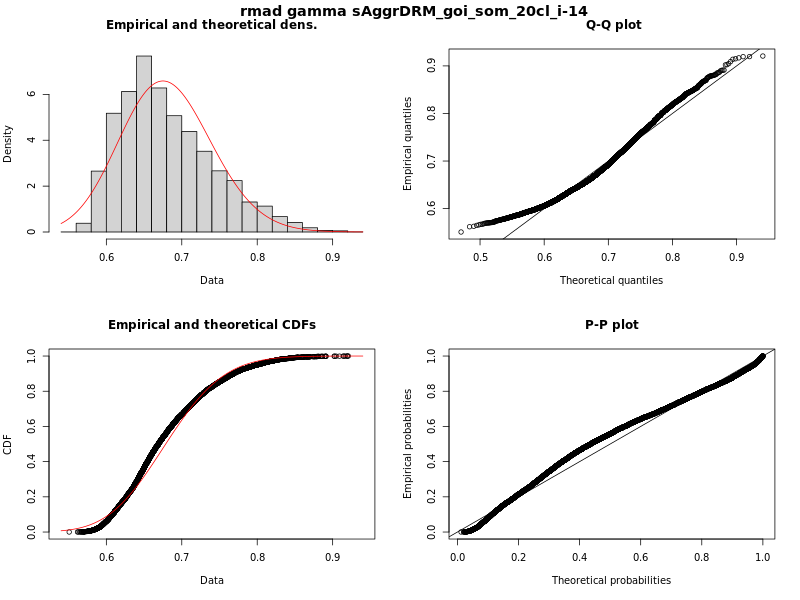 rmad gamma sAggrDRM_goi_som_20cl_i-14
Empirical and theoretical dens.
Density
0 2 4 6
0.6 0.7 0.8 0.9
Data
Q-Q plot
Empirical quantiles
0.6 0.7 0.8 0.9
0.5 0.6 0.7 0.8 0.9
Theoretical quantiles
Empirical and theoretical CDFs
CDF
0.0 0.2 0.4 0.6 0.8 1.0
0.6 0.7 0.8 0.9
Data
P-P plot
Empirical probabilities
0.0 0.2 0.4 0.6 0.8 1.0
0.0 0.2 0.4 0.6 0.8 1.0
Theoretical probabilities